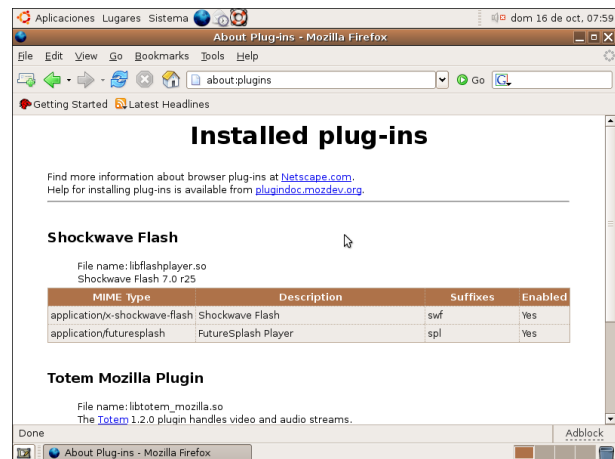 Aplicaciones Lugares Sistema dom 16 de oct, 07:59
About Plug-ins - Mozilla Firefox
File Edit View Go Bookmarks Tools Help
about:plugins Go G
Getting Started Latest Headlines
Installed plug-ins
Find more information about browser plug-ins at Netscape.com.
Help for installing plug-ins is available from plugindoc.mozdev.org.
Shockwave Flash
File name: libflashplayer.so
Shockwave Flash 7.0 r25
MIME Type Description Suffixes Enabled
application/x-shockwave-flash Shockwave Flash swf Yes
application/futuresplash FutureSplash Player spl Yes
Totem Mozilla Plugin
File name: libtotem_mozilla.so
The Totem 1.2.0 plugin handles video and audio streams.
Done Adblock
About Plug-ins - Mozilla Firefox